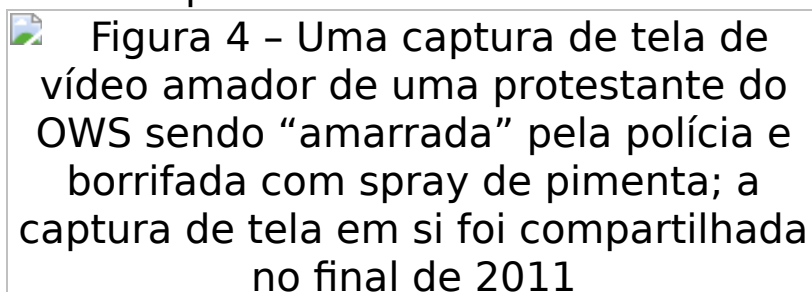 Figura 4 – Uma captura de tela de
vídeo amador de uma protestante do
OWS sendo “amarrada” pela polícia e
borrifada com spray de pimenta; a
captura de tela em si foi compartilhada
no final de 2011